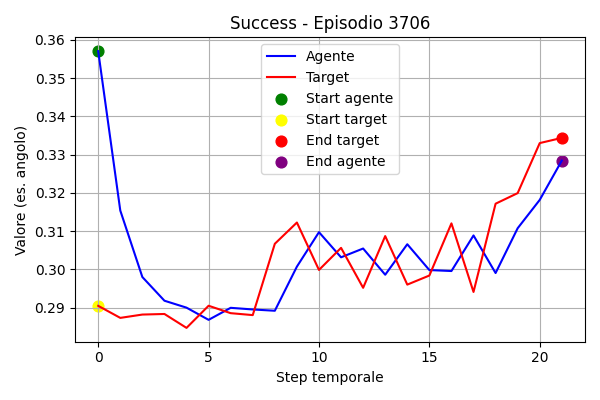 Success - Episodio 3706
Valore (es. angolo)
0.36
0.35
0.34
0.33
0.32
0.31
0.30
0.29
Agente
Target
Start agente
Start target
End target
End agente
0 5 10 15 20
Step temporale